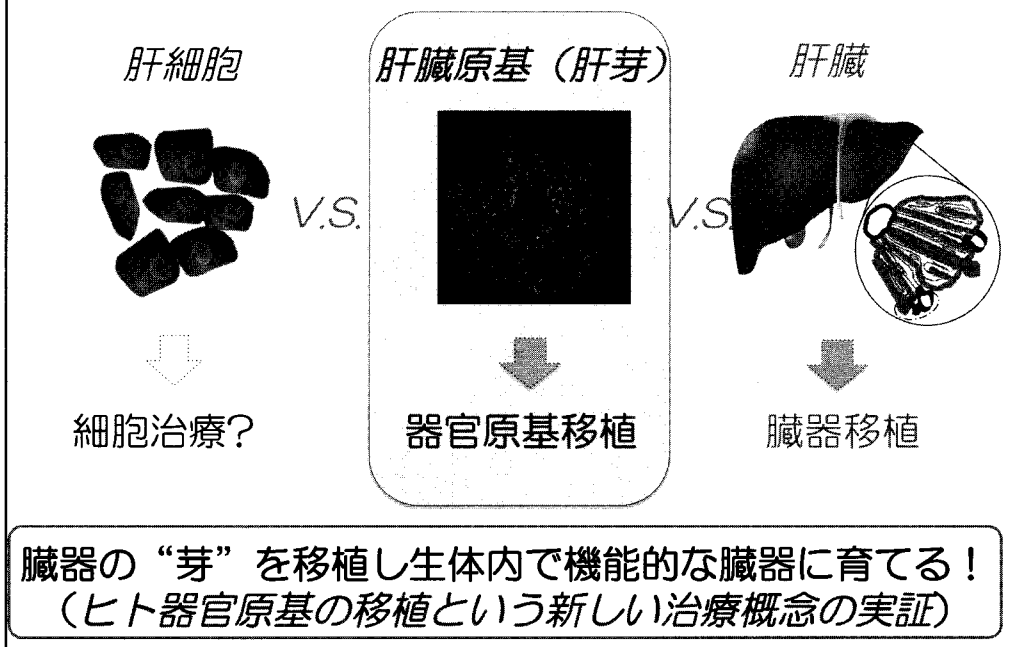 肝細胞
肝臓原基（肝芽）
肝臓
V.S.
V.S.
細胞治療?
器官原基移植
臓器移植
臓器の“芽”を移植し生体内で機能的な臓器に育てる！
（ヒト器官原基の移植という新しい治療概念の実証）